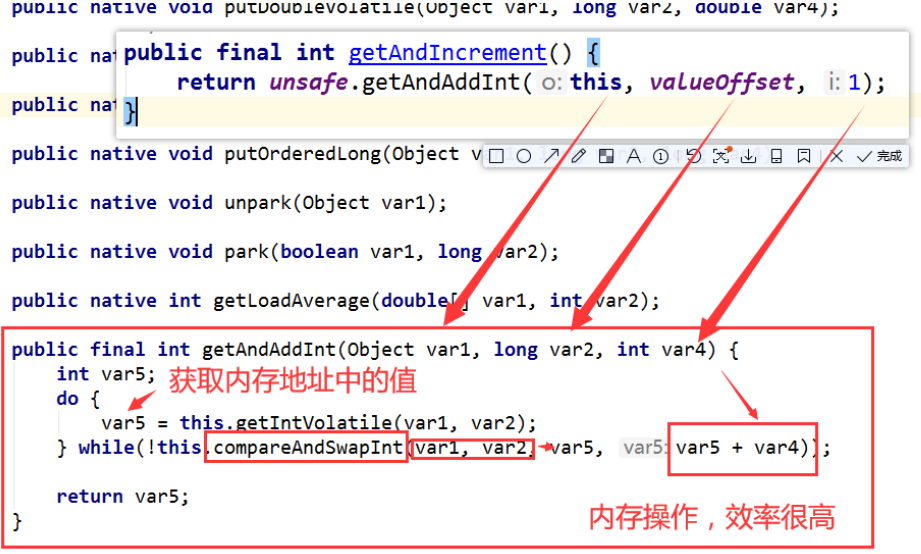 public native void putDoubleVolatile(Object var1, long var2, double var4);
public nat
public final int getAndIncrement() {
return unsafe.getAndAddInt( o: this, valueOffset, i: 1);
public nat
}
public native void putOrderedLong(Object v
A ① 文 完成
public native void unpark(Object var1);
public native void park(boolean var1, long var2);
public native int getLoadAverage(double[] var1, int var2);
public final int getAndAddInt(Object var1, long var2, int var4) {
int var5;
获取内存地址中的值
do {
var5 = this.getIntVolatile(var1, var2);
} while(!this.compareAndSwapInt(var1, var2, var5, var5: var5 + var4));
return var5;
内存操作，效率很高
}